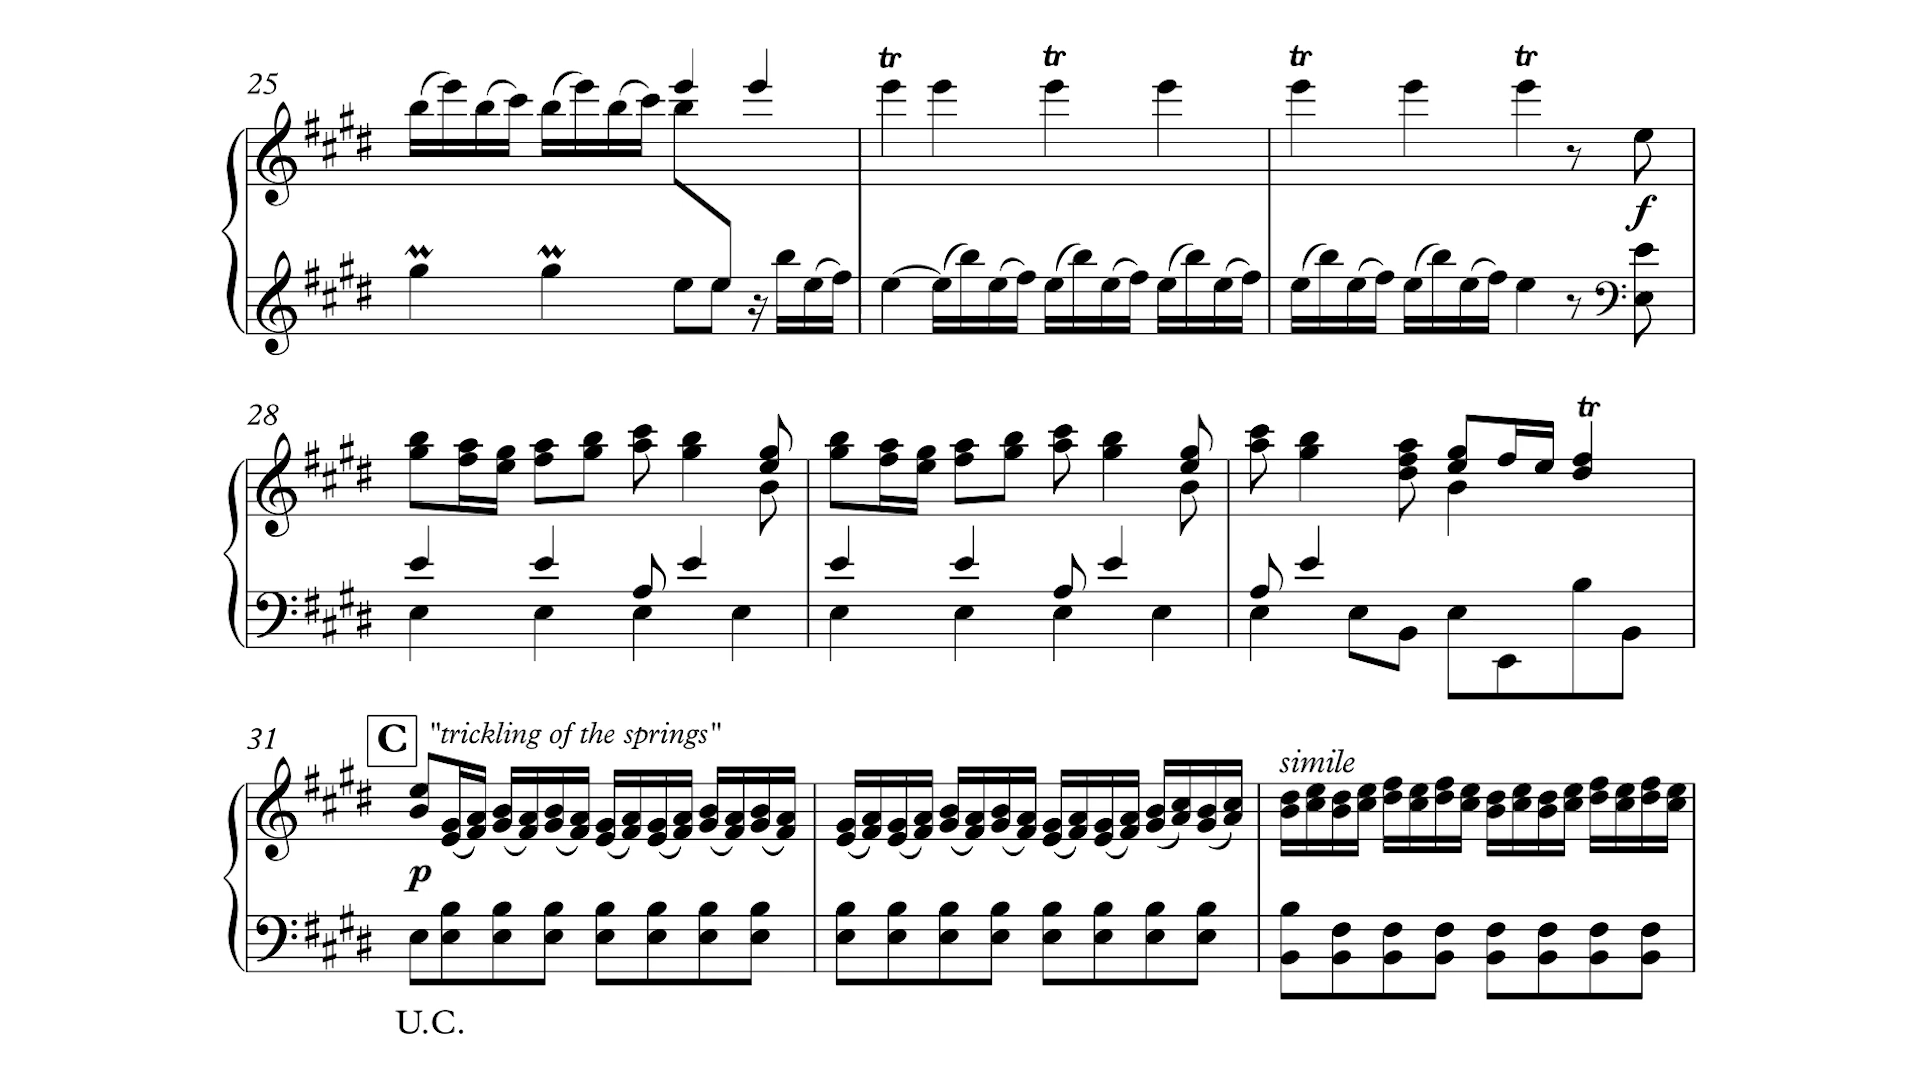 tr tr tr tr
25
f
28
tr
31 C "trickling of the springs"
simile
p
U.C.